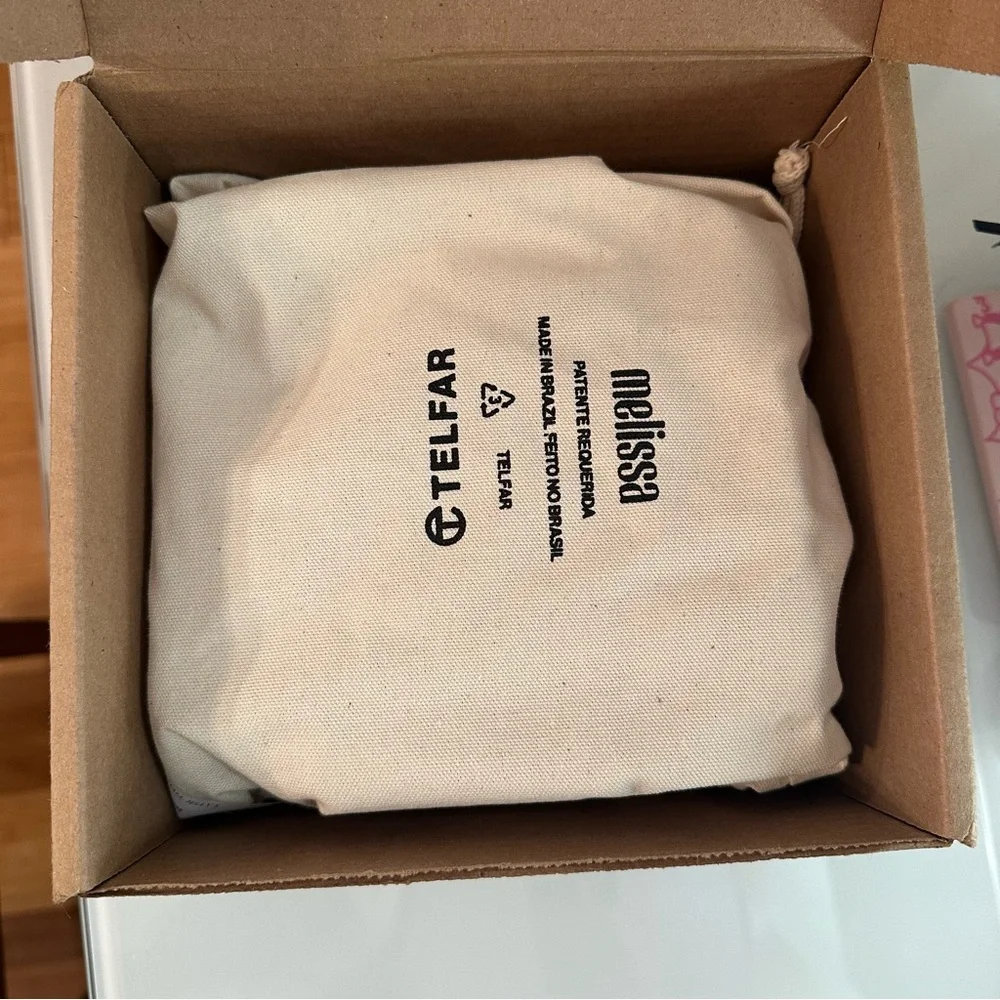 melissa
PATENTE REQUERIDA
MADE IN BRAZIL FEITO NO BRASIL
3
TELFAR
TELFAR